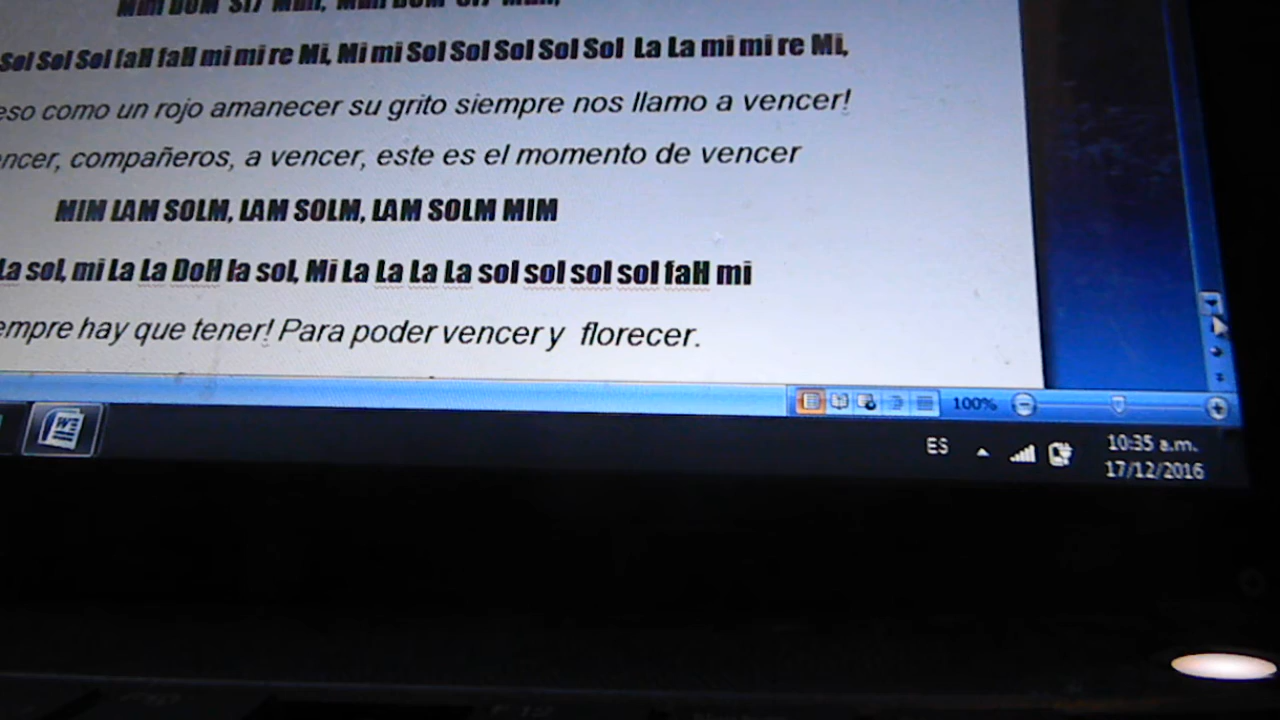 Sol Sol Sol faH faH mi mi re Mi, Mi mi Sol Sol Sol Sol Sol La La mi mi re Mi,
eso como un rojo amanecer su grito siempre nos llamo a vencer!
ncer, compañeros, a vencer, este es el momento de vencer
MIM LAM SOLM, LAM SOLM, LAM SOLM MIM
La sol, mi La La DoH la sol, Mi La La La La sol sol sol sol faH mi
empre hay que tener! Para poder vencer y florecer.
100%
ES
10:35 a.m.
17/12/2016